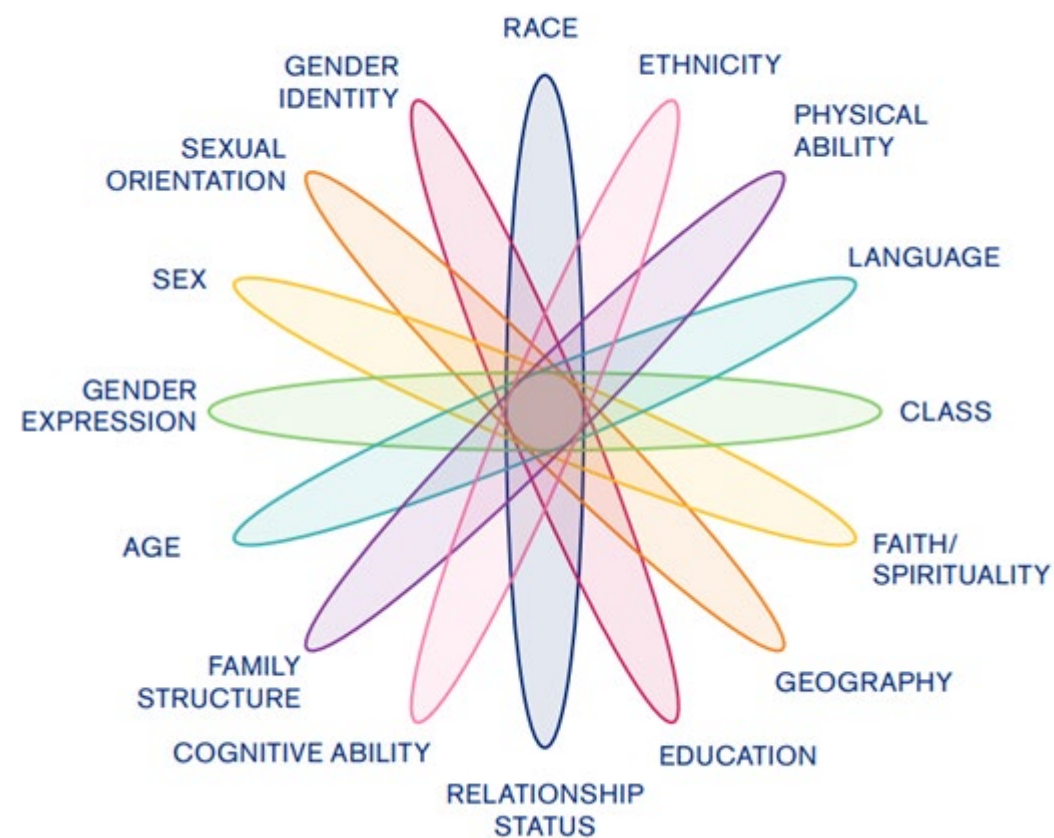 RACE
ETHNICITY
PHYSICAL
ABILITY
LANGUAGE
CLASS
FAITH/
SPIRITUALITY
GEOGRAPHY
EDUCATION
RELATIONSHIP
STATUS
COGNITIVE ABILITY
FAMILY
STRUCTURE
AGE
GENDER
EXPRESSION
SEX
SEXUAL
ORIENTATION
GENDER
IDENTITY